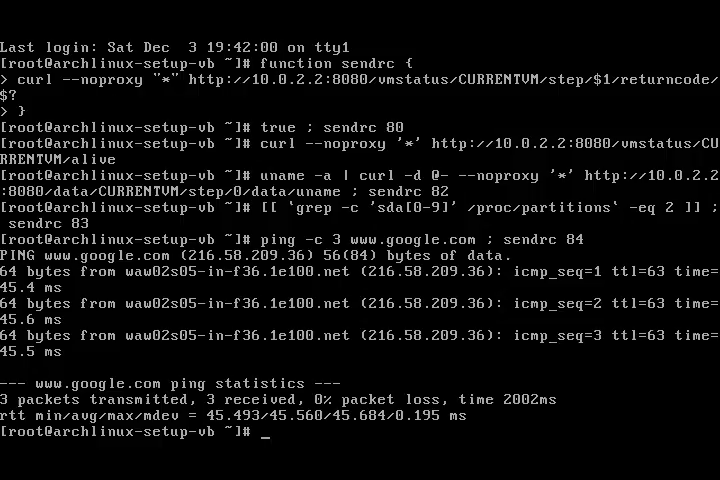 Last login: Sat Dec  3 19:42:00 on tty1
[root@archlinux-setup-vb ~]# function sendrc {
> curl --noproxy "*" http://10.0.2.2:8080/vmstatus/CURRENTVM/step/$1/returncode/
$?
> }
[root@archlinux-setup-vb ~]# true ; sendrc 80
[root@archlinux-setup-vb ~]# curl --noproxy '*' http://10.0.2.2:8080/vmstatus/CU
RRENTVM/alive
[root@archlinux-setup-vb ~]# uname -a | curl -d @- --noproxy '*' http://10.0.2.2
:8080/data/CURRENTVM/step/0/data/uname ; sendrc 82
[root@archlinux-setup-vb ~]# [[ `grep -c 'sda[0-9]' /proc/partitions` -eq 2 ]] ;
 sendrc 83
[root@archlinux-setup-vb ~]# ping -c 3 www.google.com ; sendrc 84
PING www.google.com (216.58.209.36) 56(84) bytes of data.
64 bytes from waw02s05-in-f36.1e100.net (216.58.209.36): icmp_seq=1 ttl=63 time=
45.4 ms
64 bytes from waw02s05-in-f36.1e100.net (216.58.209.36): icmp_seq=2 ttl=63 time=
45.6 ms
64 bytes from waw02s05-in-f36.1e100.net (216.58.209.36): icmp_seq=3 ttl=63 time=
45.5 ms

--- www.google.com ping statistics ---
3 packets transmitted, 3 received, 0% packet loss, time 2002ms
rtt min/avg/max/mdev = 45.493/45.560/45.684/0.195 ms
[root@archlinux-setup-vb ~]# _